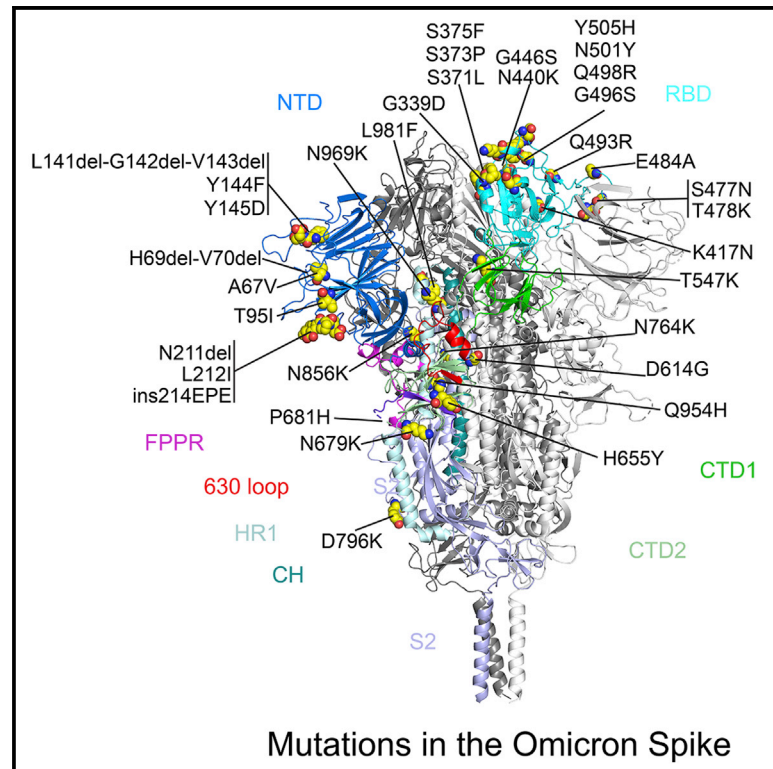 S375F
S373P
S371L
G446S
N440K
Y505H
N501Y
Q498R
G496S
RBD
NTD
G339D
L981F
N969K
Q493R
E484A
L141del-G142del-V143del
Y144F
Y145D
S477N
T478K
K417N
H69del-V70del
A67V
T547K
T95I
N764K
N211del
L212I
ins214EPE
N856K
D614G
Q954H
P681H
FPPR
N679K
H655Y
CTD1
630 loop
S2
HR1
D796K
CTD2
CH
S2
Mutations in the Omicron Spike